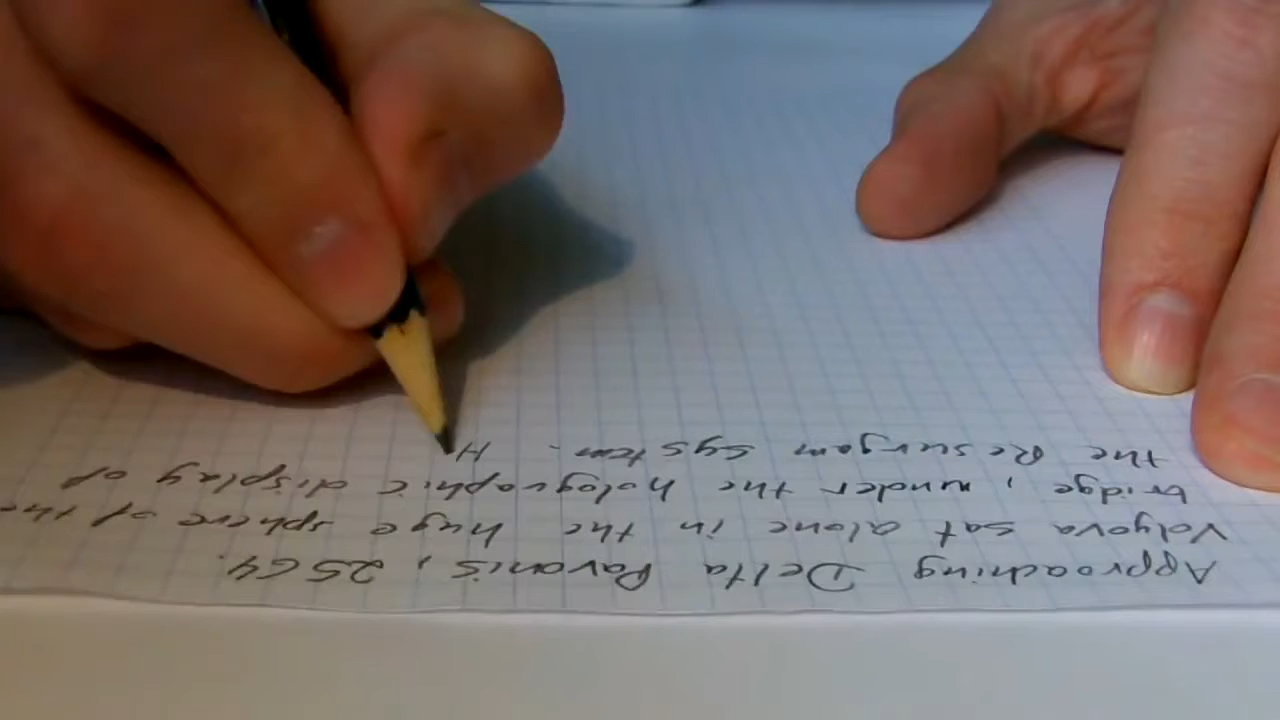 Approaching Delta Pavonis, 2564.
Volyova sat alone in the huge sphere of the
bridge, under the holographic display of
the Resurgam system. H